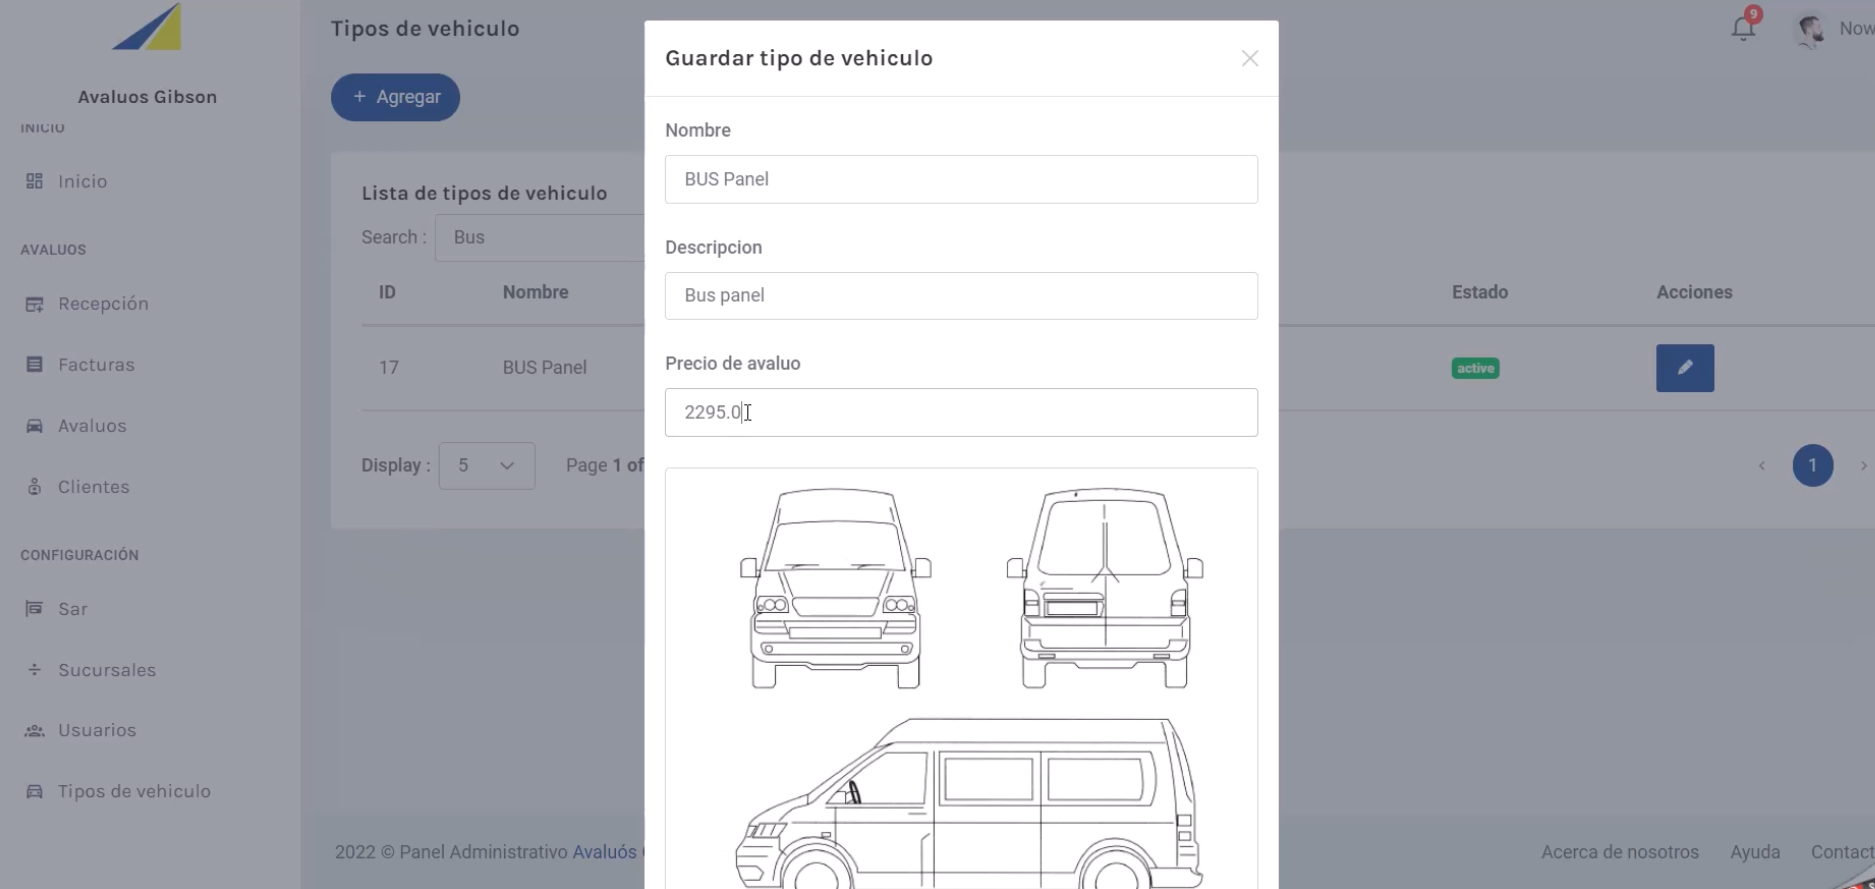 Avaluos Gibson
INICIO
Inicio
AVALUOS
Recepción
Facturas
Avaluos
Clientes
CONFIGURACIÓN
Sar
Sucursales
Usuarios
Tipos de vehiculo
Tipos de vehiculo
9
Now
+ Agregar
Lista de tipos de vehiculo
Search : Bus
ID Nombre Estado Acciones
17 BUS Panel active
Display : 5 Page 1 of
‹ 1 ›
2022 © Panel Administrativo Avaluós
Acerca de nosotros Ayuda Contact
Guardar tipo de vehiculo
Nombre
BUS Panel
Descripcion
Bus panel
Precio de avaluo
2295.0